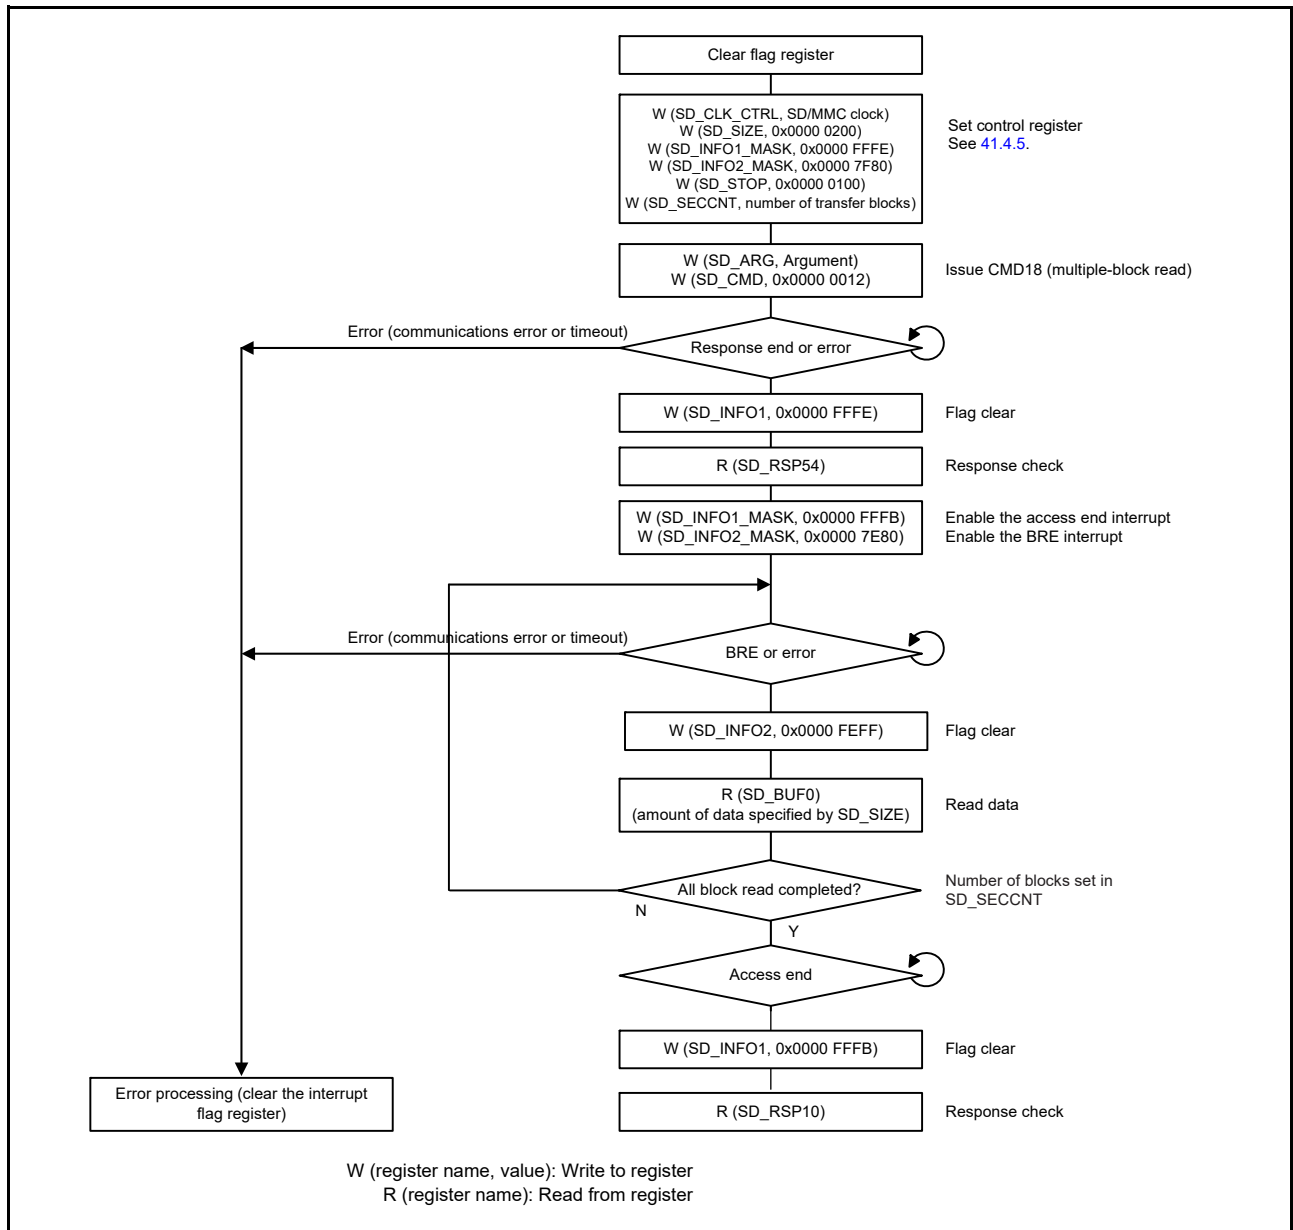 Clear flag register
W (SD_CLK_CTRL, SD/MMC clock)
W (SD_SIZE, 0x0000 0200)
W (SD_INFO1_MASK, 0x0000 FFFE)
W (SD_INFO2_MASK, 0x0000 7F80)
W (SD_STOP, 0x0000 0100)
W (SD_SECCNT, number of transfer blocks)
Set control register
See 41.4.5.
W (SD_ARG, Argument)
W (SD_CMD, 0x0000 0012)
Issue CMD18 (multiple-block read)
Error (communications error or timeout)
Response end or error
W (SD_INFO1, 0x0000 FFFE)
Flag clear
R (SD_RSP54)
Response check
W (SD_INFO1_MASK, 0x0000 FFFB)
W (SD_INFO2_MASK, 0x0000 7E80)
Enable the access end interrupt
Enable the BRE interrupt
Error (communications error or timeout)
BRE or error
W (SD_INFO2, 0x0000 FEFF)
Flag clear
R (SD_BUF0)
(amount of data specified by SD_SIZE)
Read data
All block read completed?
Number of blocks set in
SD_SECCNT
N
Y
Access end
W (SD_INFO1, 0x0000 FFFB)
Flag clear
Error processing (clear the interrupt
flag register)
R (SD_RSP10)
Response check
W (register name, value): Write to register
R (register name): Read from register